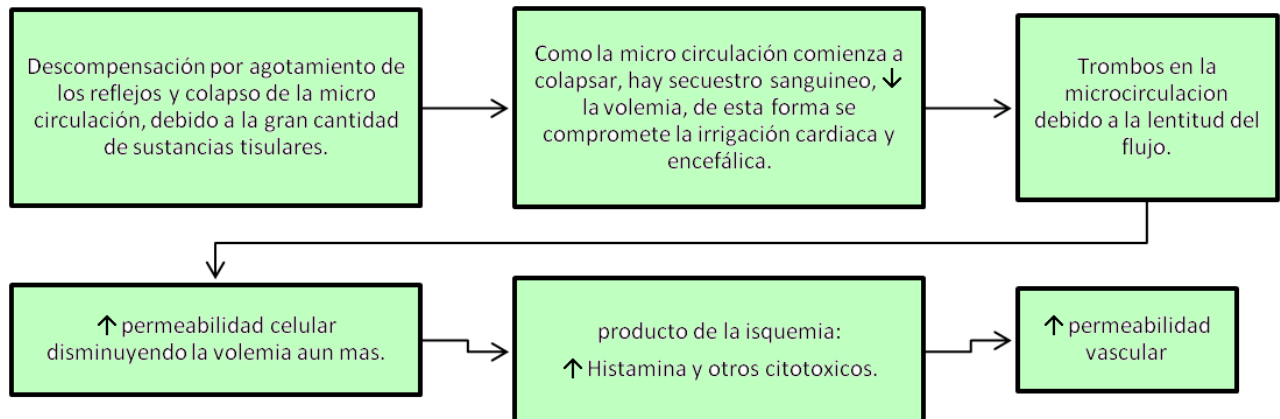 Descompensación por agotamiento de
los reflejos y colapso de la micro
circulación, debido a la gran cantidad
de sustancias tisulares.
Como la micro circulación comienza a
colapsar, hay secuestro sanguineo, ↓
la volemia, de esta forma se
compromete la irrigación cardiaca y
encefálica.
Trombos en la
microcirculacion
debido a la lentitud del
flujo.
↑ permeabilidad celular
disminuyendo la volemia aun mas.
producto de la isquemia:
↑ Histamina y otros citotoxicos.
↑ permeabilidad
vascular